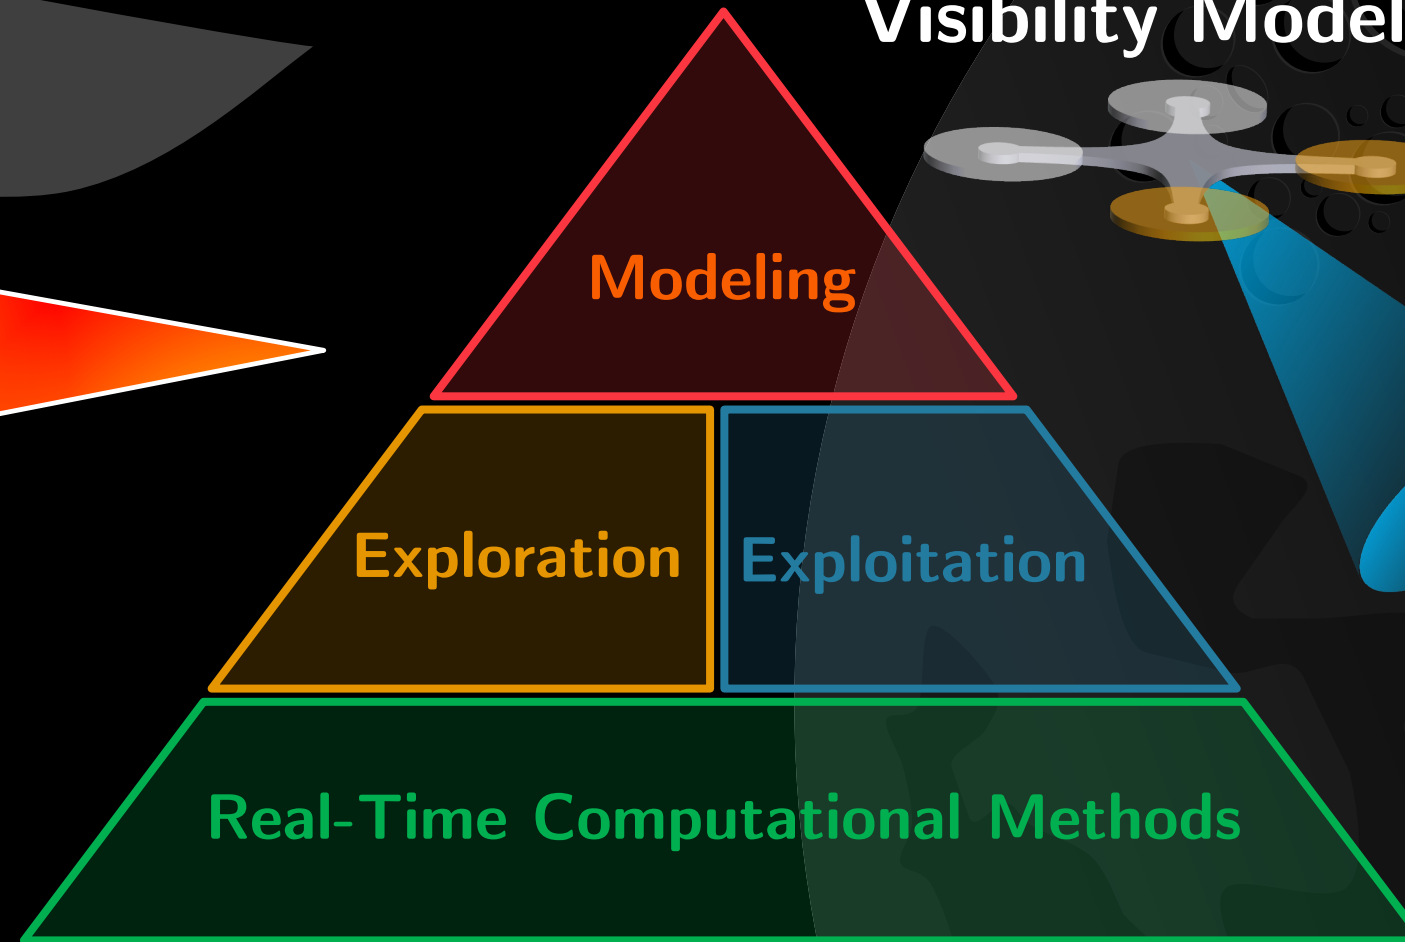 Visibility Model
Modeling
Exploration
Exploitation
Real-Time Computational Methods